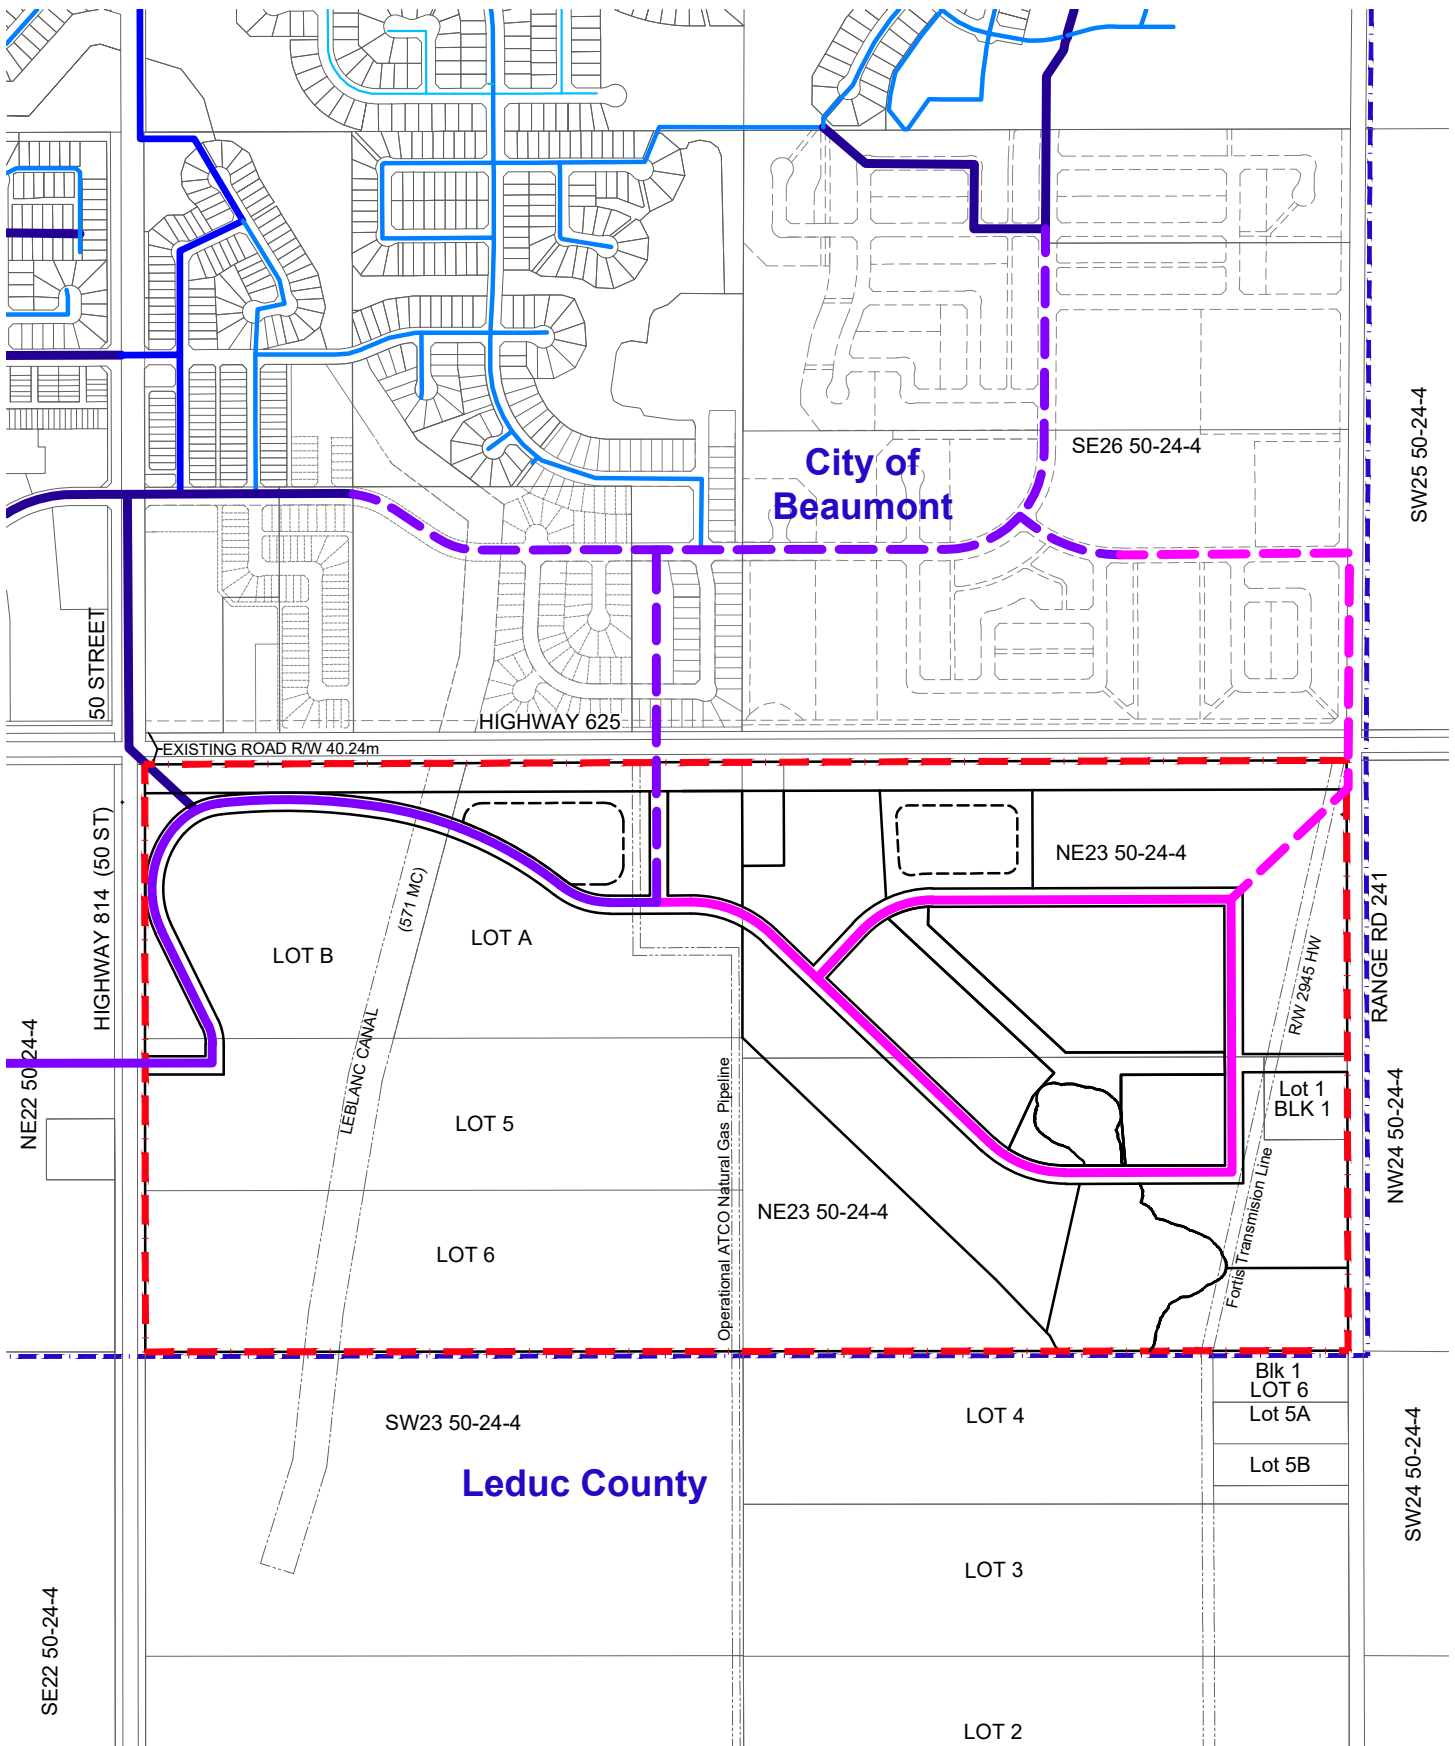 SW25 50-24-4
SE26 50-24-4
City of
Beaumont
50 STREET
HIGHWAY 625
EXISTING ROAD R/W 40.24m
HIGHWAY 814 (50 ST)
NE23 50-24-4
RANGE RD 241
(571 MC)
LOT A
LOT B
R/W 2945 HW
NE22 50-24-4
LEBLANC CANAL
Operational ATCO Natural Gas Pipeline
Lot 1
BLK 1
LOT 5
NW24 50-24-4
NE23 50-24-4
LOT 6
Fortis Transmision Line
Blk 1
LOT 6
Lot 5A
LOT 4
SW23 50-24-4
Lot 5B
Leduc County
SW24 50-24-4
LOT 3
SE22 50-24-4
LOT 2